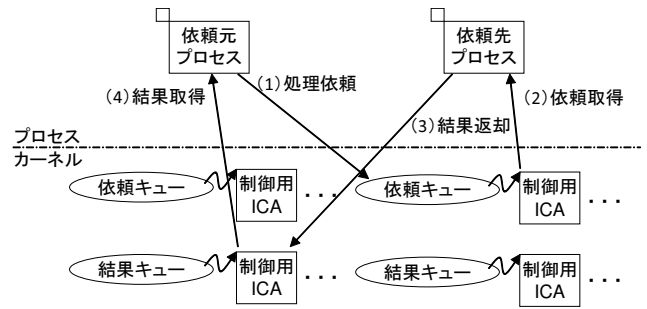 依頼元
プロセス
依頼先
プロセス
(1)処理依頼
(4)結果取得
(2)依頼取得
(3)結果返却
プロセス
カーネル
依頼キュー
制御用
ICA
・・・
依頼キュー
制御用
ICA
・・・
結果キュー
制御用
ICA
・・・
結果キュー
制御用
ICA
・・・